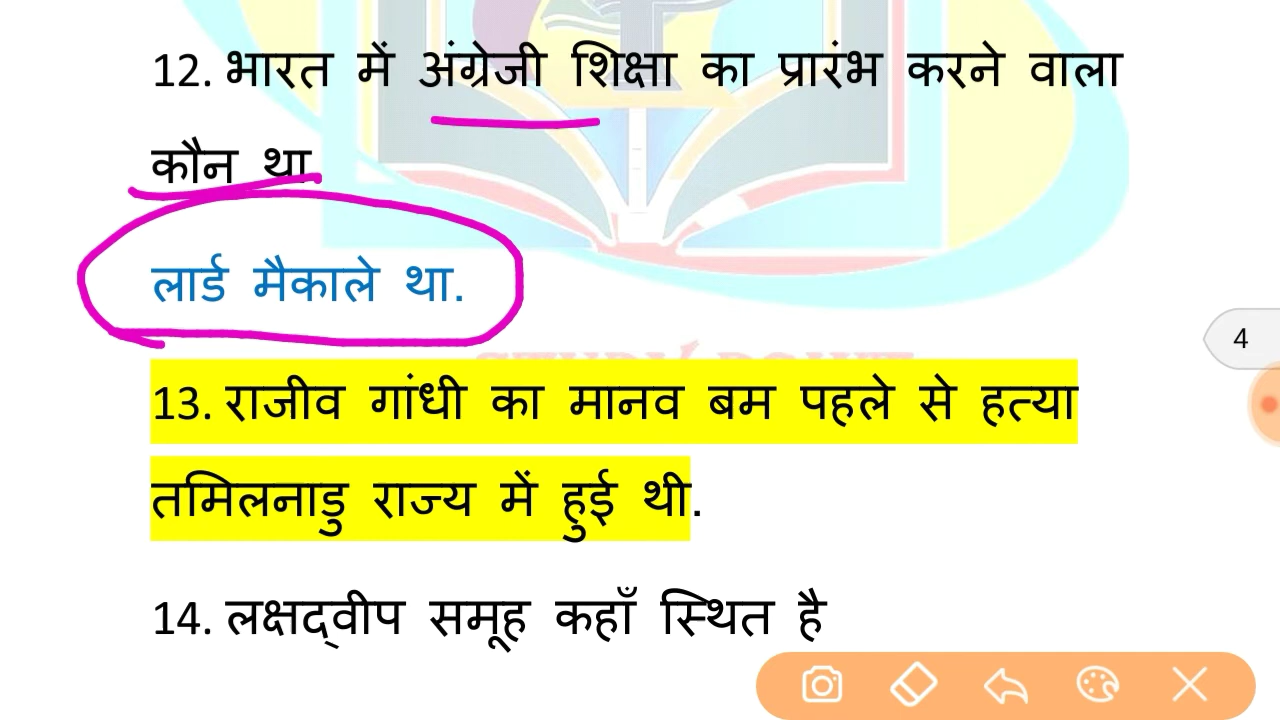 12. भारत में अंग्रेजी शिक्षा का प्रारंभ करने वाला
कौन था
लार्ड मैकाले था.
13. राजीव गांधी का मानव बम पहले से हत्या
तमिलनाडु राज्य में हुई थी.
14. लक्षद्वीप समूह कहाँ स्थित है
4